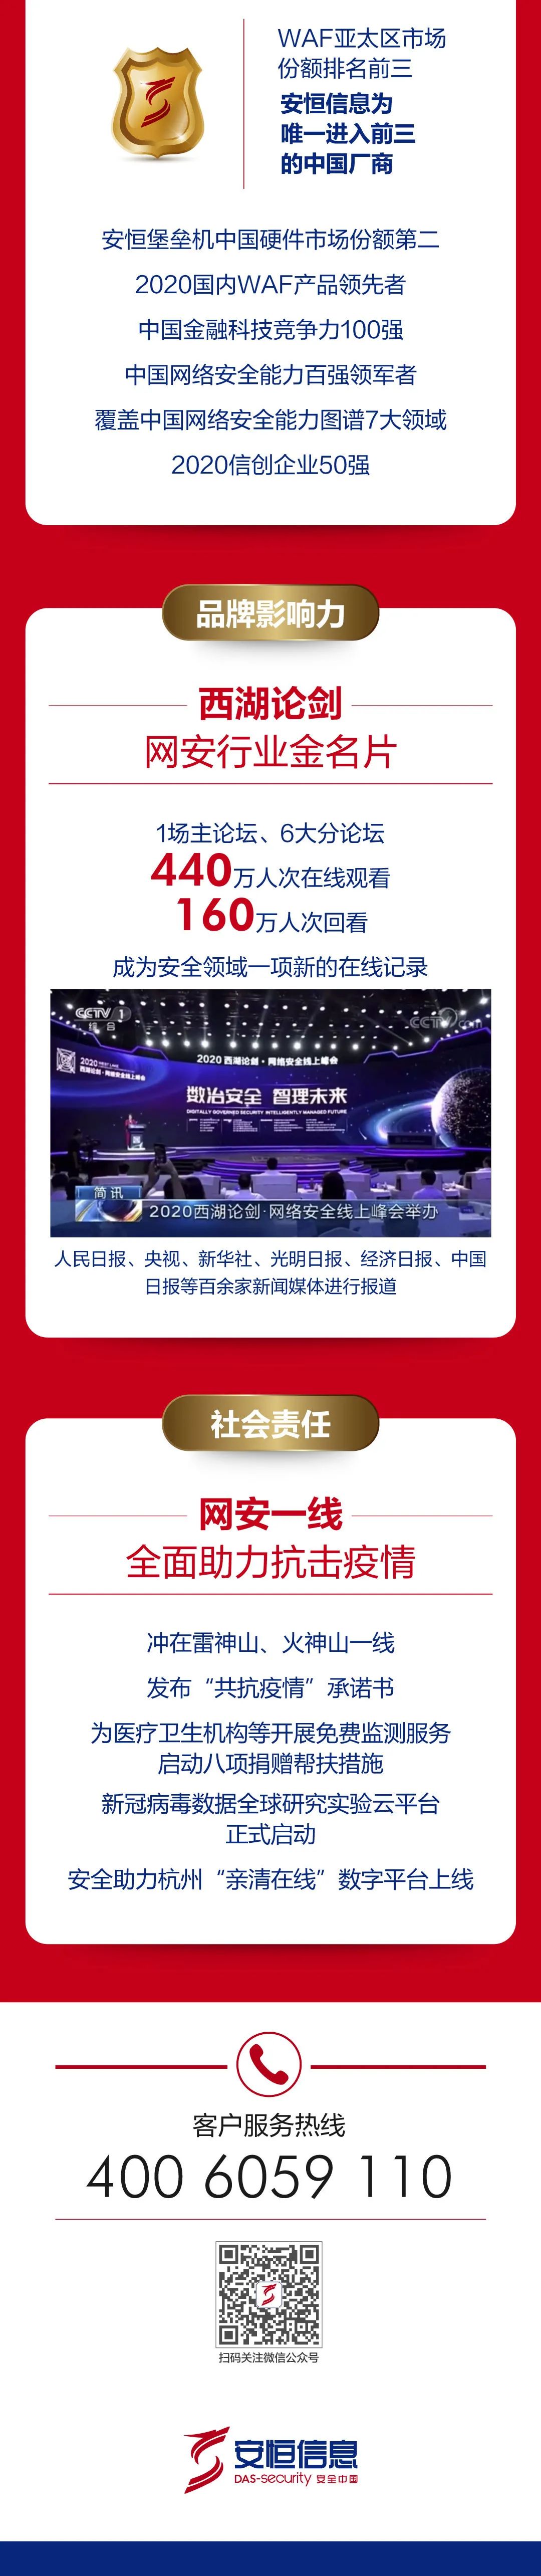 WAF亚太区市场
份额排名前三
安恒信息为
唯一进入前三
的中国厂商
安恒堡垒机中国硬件市场份额第二
2020国内WAF产品领先者
中国金融科技竞争力100强
中国网络安全能力百强领军者
覆盖中国网络安全能力图谱7大领域
2020信创企业50强
品牌影响力
西湖论剑
网安行业金名片
1场主论坛、6大分论坛
440万人次在线观看
160万人次回看
成为安全领域一项新的在线记录
CCTV 1
综合
CCTV.com
2020 西湖论剑·网络安全线上峰会
2020 WEST LAKE
西湖论剑·网络安全线上峰会
数治安全 智理未来
DIGITALLY GOVERNED SECURITY INTELLIGENTLY MANAGED FUTURE
简讯
2020西湖论剑·网络安全线上峰会举办
人民日报、央视、新华社、光明日报、经济日报、中国
日报等百余家新闻媒体进行报道
社会责任
网安一线
全面助力抗击疫情
冲在雷神山、火神山一线
发布“共抗疫情”承诺书
为医疗卫生机构等开展免费监测服务
启动八项捐赠帮扶措施
新冠病毒数据全球研究实验云平台
正式启动
安全助力杭州“亲清在线”数字平台上线
客户服务热线
400 6059 110
扫码关注微信公众号
安恒信息
DAS-security 安全中国